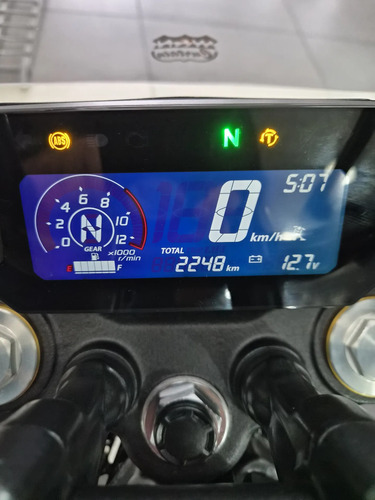 ABS N T
5:07
4 6 8
2 N 10
0 GEAR 12
0 km/h
x1000
r/min
E F
TOTAL
2248 km
12.7v